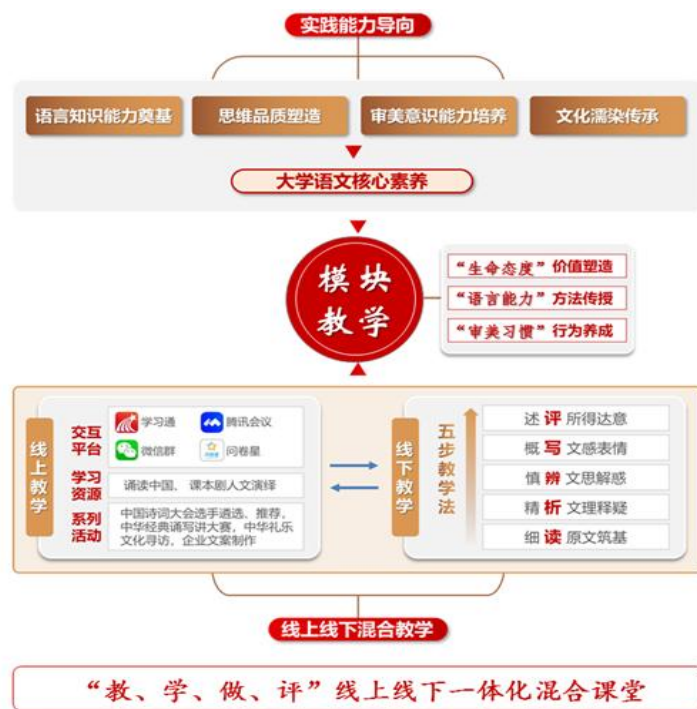 实践能力导向
语言知识能力奠基
思维品质塑造
审美意识能力培养
文化濡染传承
大学语文核心素养
模块
教学
“生命态度”价值塑造
“语言能力”方法传授
“审美习惯”行为养成
线上教学
交互
平台
学习通
腾讯会议
微信群
问卷星
学习
资源
诵读中国、课本剧人文演绎
系列
活动
中国诗词大会选手遴选、推荐，
中华经典诵写讲大赛，中华礼乐
文化寻访，企业文案制作
线下教学
五步教学法
述 评 所得达意
概 写 文感表情
慎 辨 文思解惑
精 析 文理释疑
细 读 原文筑基
线上线下混合教学
“教、学、做、评”线上线下一体化混合课堂